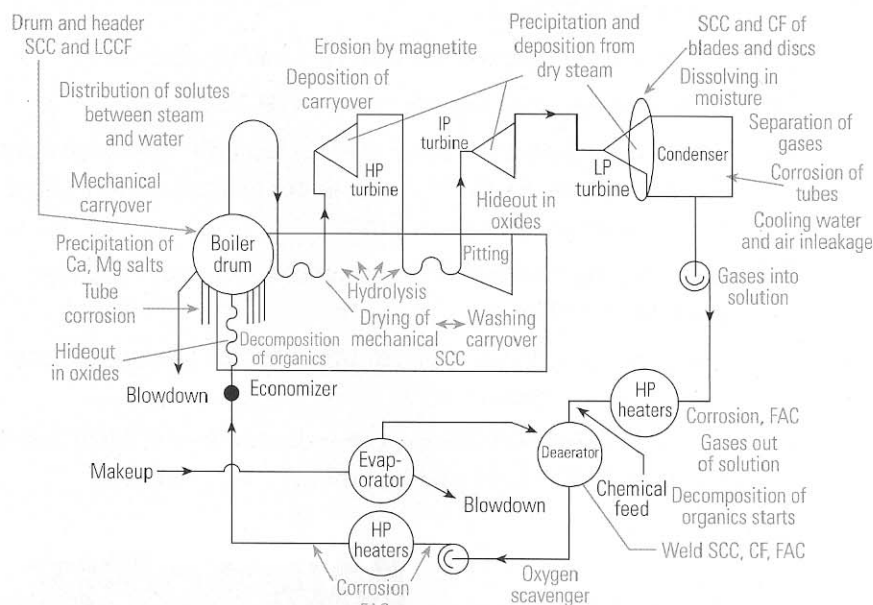 Drum and header
SCC and LCCF
Erosion by magnetite
Precipitation and
deposition from
dry steam
SCC and CF of
blades and discs
Distribution of solutes
between steam
and water
Deposition of
carryover
Dissolving in
moisture
HP
turbine
IP
turbine
LP
turbine
Condenser
Separation of
gases
Corrosion of
tubes
Cooling water
and air inleakage
Mechanical
carryover
Hideout in
oxides
Precipitation of
Ca, Mg salts
Boiler
drum
Pitting
Gases into
solution
Tube
corrosion
Hydrolysis
Drying of
mechanical
Washing
carryover
SCC
Hideout
in oxides
Decomposition
of organics
Blowdown
Economizer
HP
heaters
Corrosion, FAC
Gases out
of solution
Makeup
Evap-
orator
Deaerator
Blowdown
Chemical
feed
Decomposition of
organics starts
HP
heaters
Weld SCC, CF, FAC
Corrosion
FAC
Oxygen
scavenger